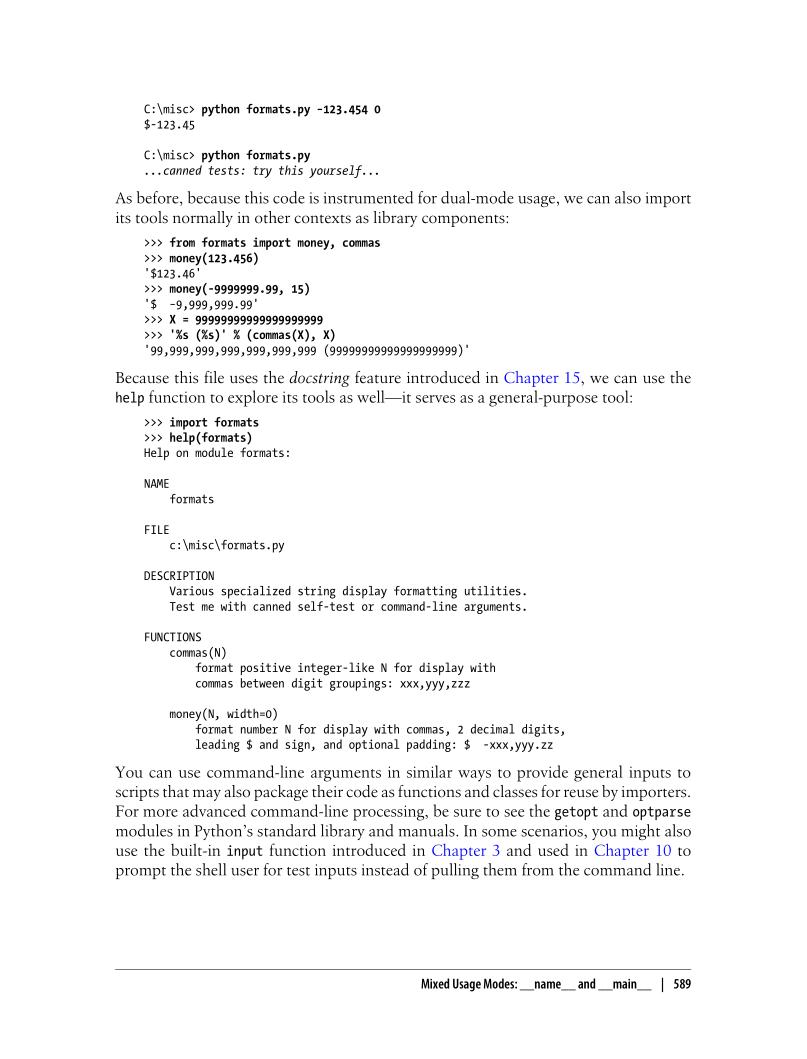 C:\misc> python formats.py -123.454 0
$-123.45
C:\misc> python formats.py
...canned tests: try this yourself...
As before, because this code is instrumented for dual-mode usage, we can also import
its tools normally in other contexts as library components:
>>> from formats import money, commas
>>> money(123.456)
'$123.46'
>>> money(-9999999.99, 15)
'$  -9,999,999.99'
>>> X = 99999999999999999999
>>> '%s (%s)' % (commas(X), X)
'99,999,999,999,999,999,999 (99999999999999999999)'
Because this file uses the docstring feature introduced in Chapter 15, we can use the
help function to explore its tools as well—it serves as a general-purpose tool:
>>> import formats
>>> help(formats)
Help on module formats:
NAME
    formats
FILE
    c:\misc\formats.py
DESCRIPTION
    Various specialized string display formatting utilities.
    Test me with canned self-test or command-line arguments.
FUNCTIONS
    commas(N)
        format positive integer-like N for display with
        commas between digit groupings: xxx,yyy,zzz
    money(N, width=0)
        format number N for display with commas, 2 decimal digits,
        leading $ and sign, and optional padding: $  -xxx,yyy.zz
You can use command-line arguments in similar ways to provide general inputs to
scripts that may also package their code as functions and classes for reuse by importers.
For more advanced command-line processing, be sure to see the getopt and optparse
modules in Python's standard library and manuals. In some scenarios, you might also
use the built-in input function introduced in Chapter 3 and used in Chapter 10 to
prompt the shell user for test inputs instead of pulling them from the command line.
Mixed Usage Modes: __name__ and __main__ | 589